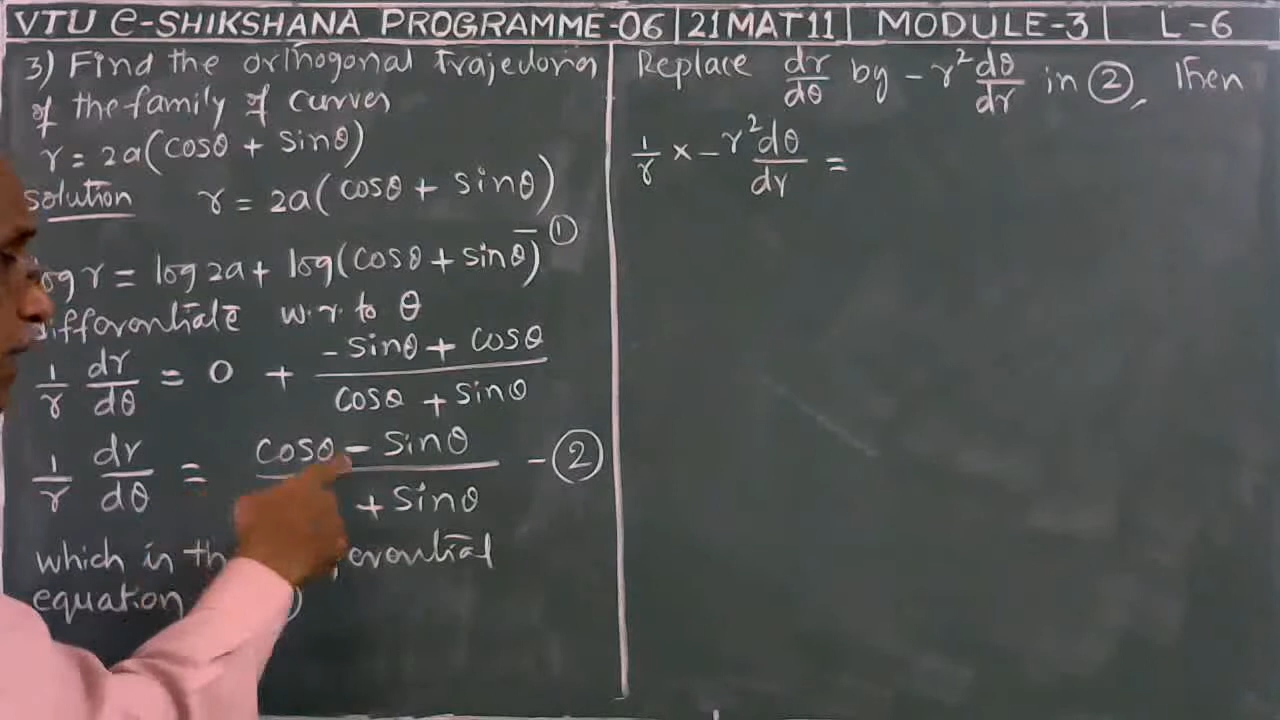 VTU e-SHIKSHANA PROGRAMME-06 | 21MAT11 | MODULE-3 | L-6
3) Find the orthogonal trajectories
of the family of curves
r = 2a(cosθ + sinθ)
solution r = 2a(cosθ + sinθ) — ①
log r = log 2a + log(cosθ + sinθ)
differentiate w.r. to θ
1/r dr/dθ = 0 + (-sinθ + cosθ)/(cosθ + sinθ)
1/r dr/dθ = cosθ - sinθ / + sinθ - ②
which is the
equation
Replace dr/dθ by - r² dθ/dr in ②, Then
1/r × - r² dθ/dr =